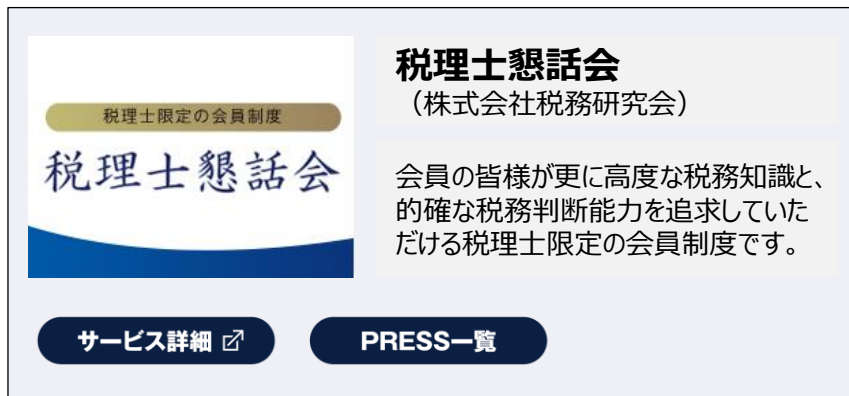 税理士限定の会員制度
税理士懇話会
税理士懇話会
（株式会社税務研究会）
会員の皆様が更に高度な税務知識と、
的確な税務判断能力を追求していた
だける税理士限定の会員制度です。
サービス詳細
PRESS一覧